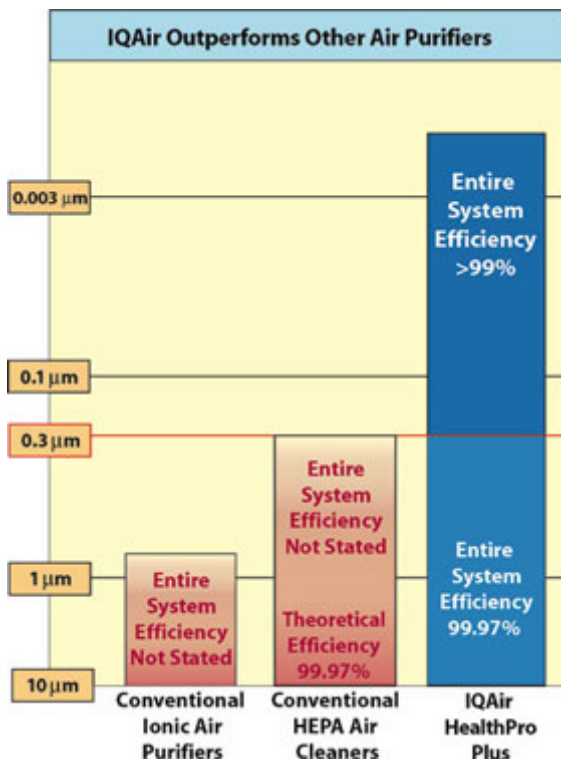 IQAir Outperforms Other Air Purifiers
0.003 µm
0.1 µm
0.3 µm
1 µm
10 µm
Entire
System
Efficiency
Not Stated
Entire
System
Efficiency
Not Stated
Theoretical
Efficiency
99.97%
Entire
System
Efficiency
>99%
Entire
System
Efficiency
99.97%
Conventional
Ionic Air
Purifiers
Conventional
HEPA Air
Cleaners
IQAir
HealthPro
Plus